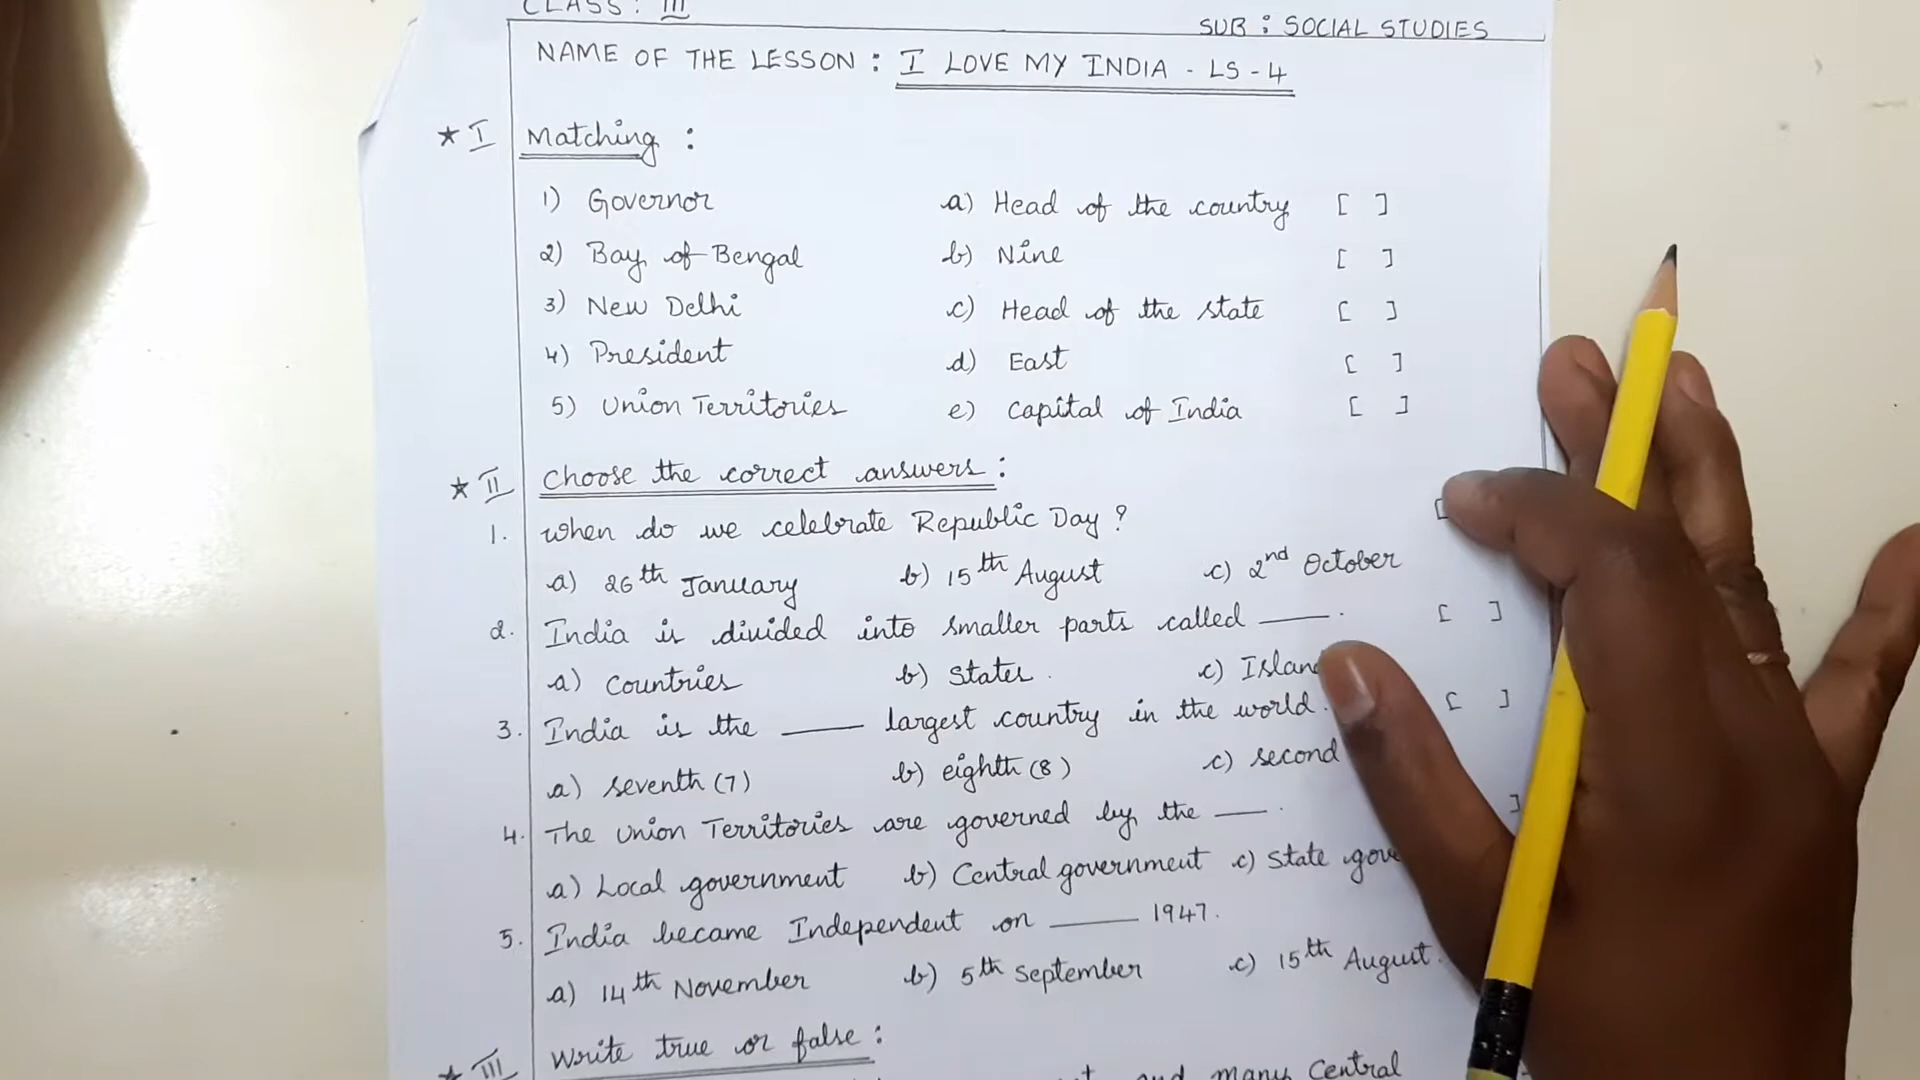 CLASS : III
SUB : SOCIAL STUDIES
NAME OF THE LESSON : I LOVE MY INDIA - LS - 4
★ I Matching :
1) Governor a) Head of the country [ ]
2) Bay of Bengal b) Nine [ ]
3) New Delhi c) Head of the state [ ]
4) President d) East [ ]
5) Union Territories e) Capital of India [ ]
★ II Choose the correct answers :
1. When do we celebrate Republic Day ? [
a) 26th January b) 15th August c) 2nd October
2. India is divided into smaller parts called ____. [ ]
a) Countries b) States. c) Islan
3. India is the ____ largest country in the world. [ ]
a) seventh (7) b) eighth (8) c) second
4. The Union Territories are governed by the ____. ]
a) Local government b) Central government c) State gove
5. India became Independent on ____ 1947.
a) 14th November b) 5th September c) 15th August.
★ III Write true or false :
and many Central